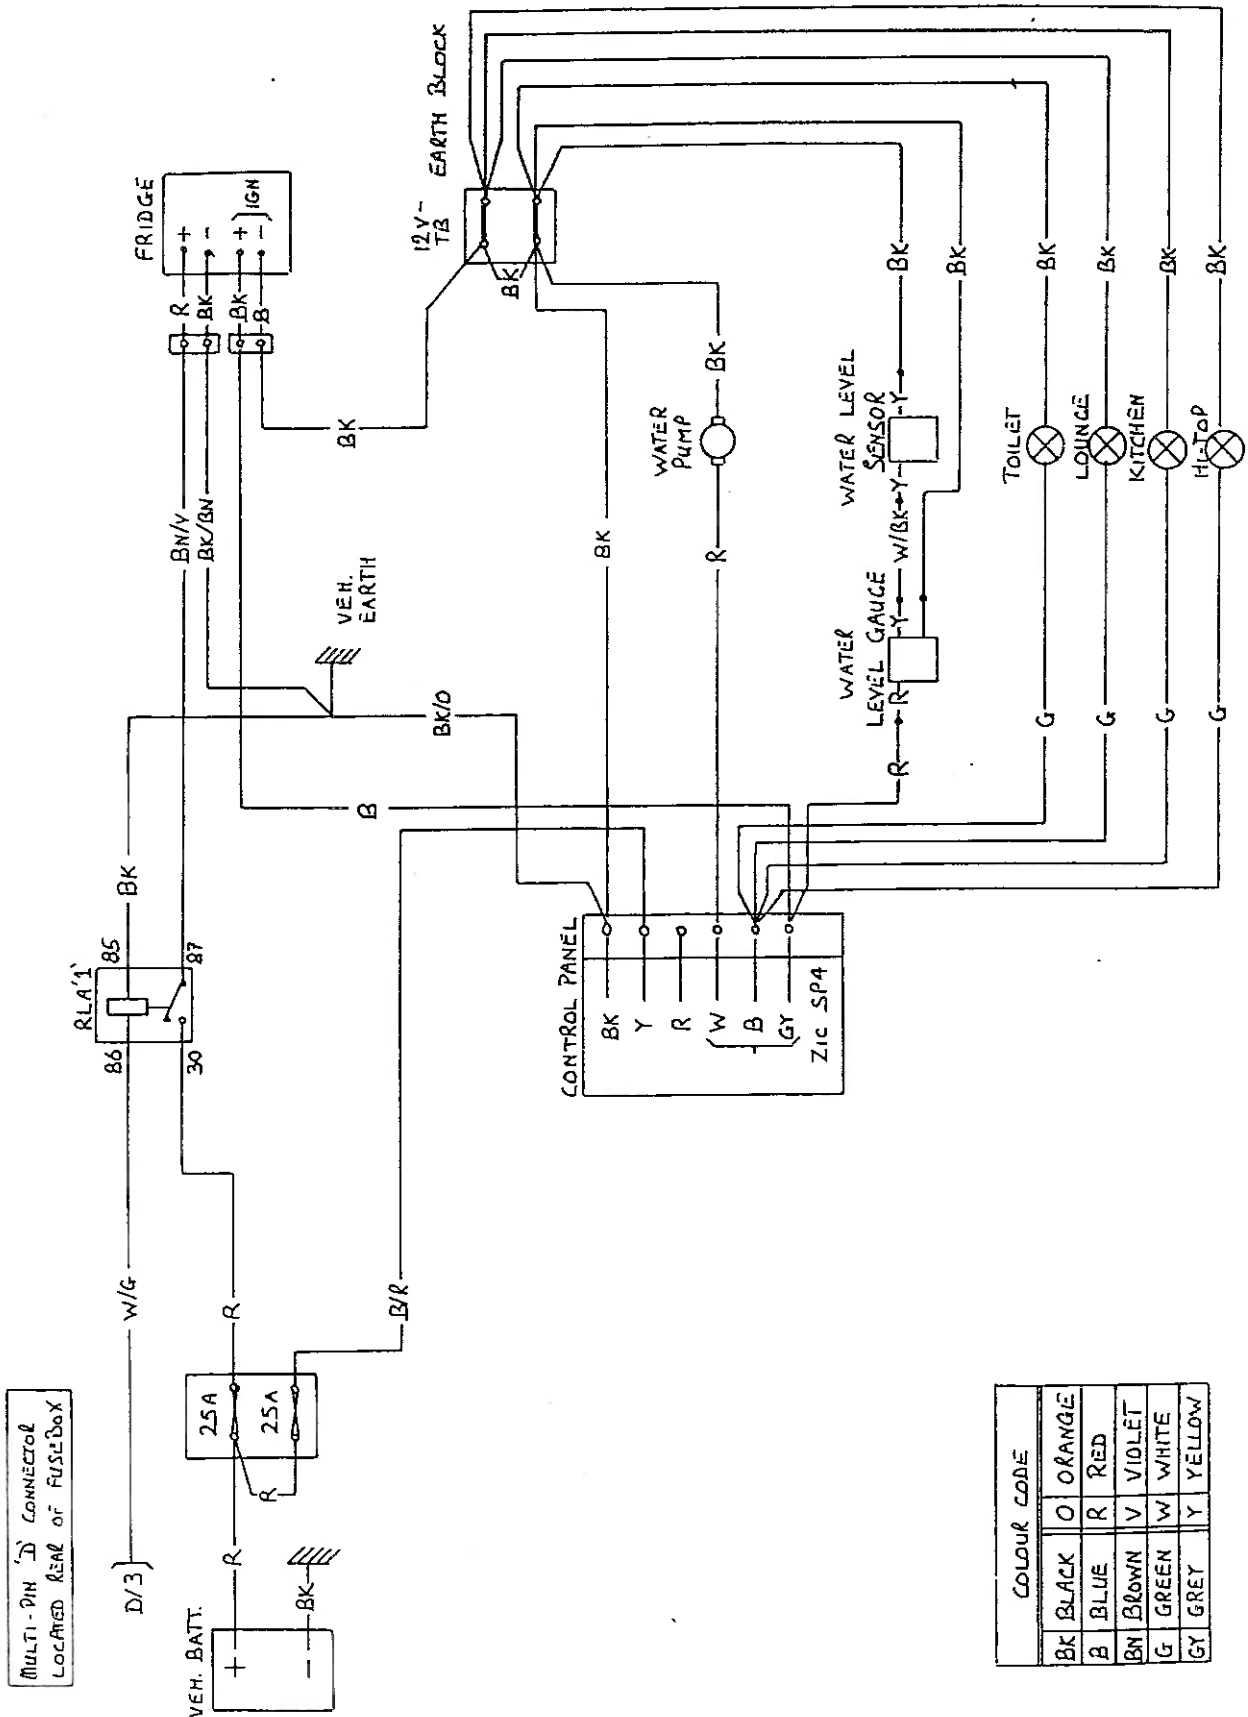 MULTI-PIN 'D' CONNECTOR
LOCATED REAR OF FUSEBOX
D/3
VEH. BATT.
+
-
R
BK
R
25A
25A
R
W/G
B/R
RLA'1'
86
85
30
87
BK
BN/V
BK/BN
VEH.
EARTH
BK/O
B
FRIDGE
+
-
+
-
IGN
R
BK
BK
B
BK
12V-
TB
EARTH BLOCK
BK
BK
CONTROL PANEL
BK
Y
R
W
B
GY
ZIC SP4
WATER
PUMP
BK
R
WATER LEVEL
SENSOR
BK
Y
Y
W/BK
Y
WATER
LEVEL GAUGE
R
R
BK
TOILET
BK
G
LOUNGE
BK
G
KITCHEN
BK
G
HI-TOP
BK
G
COLOUR CODE
BK BLACK O ORANGE
B BLUE R RED
BN BROWN V VIOLET
G GREEN W WHITE
GY GREY Y YELLOW